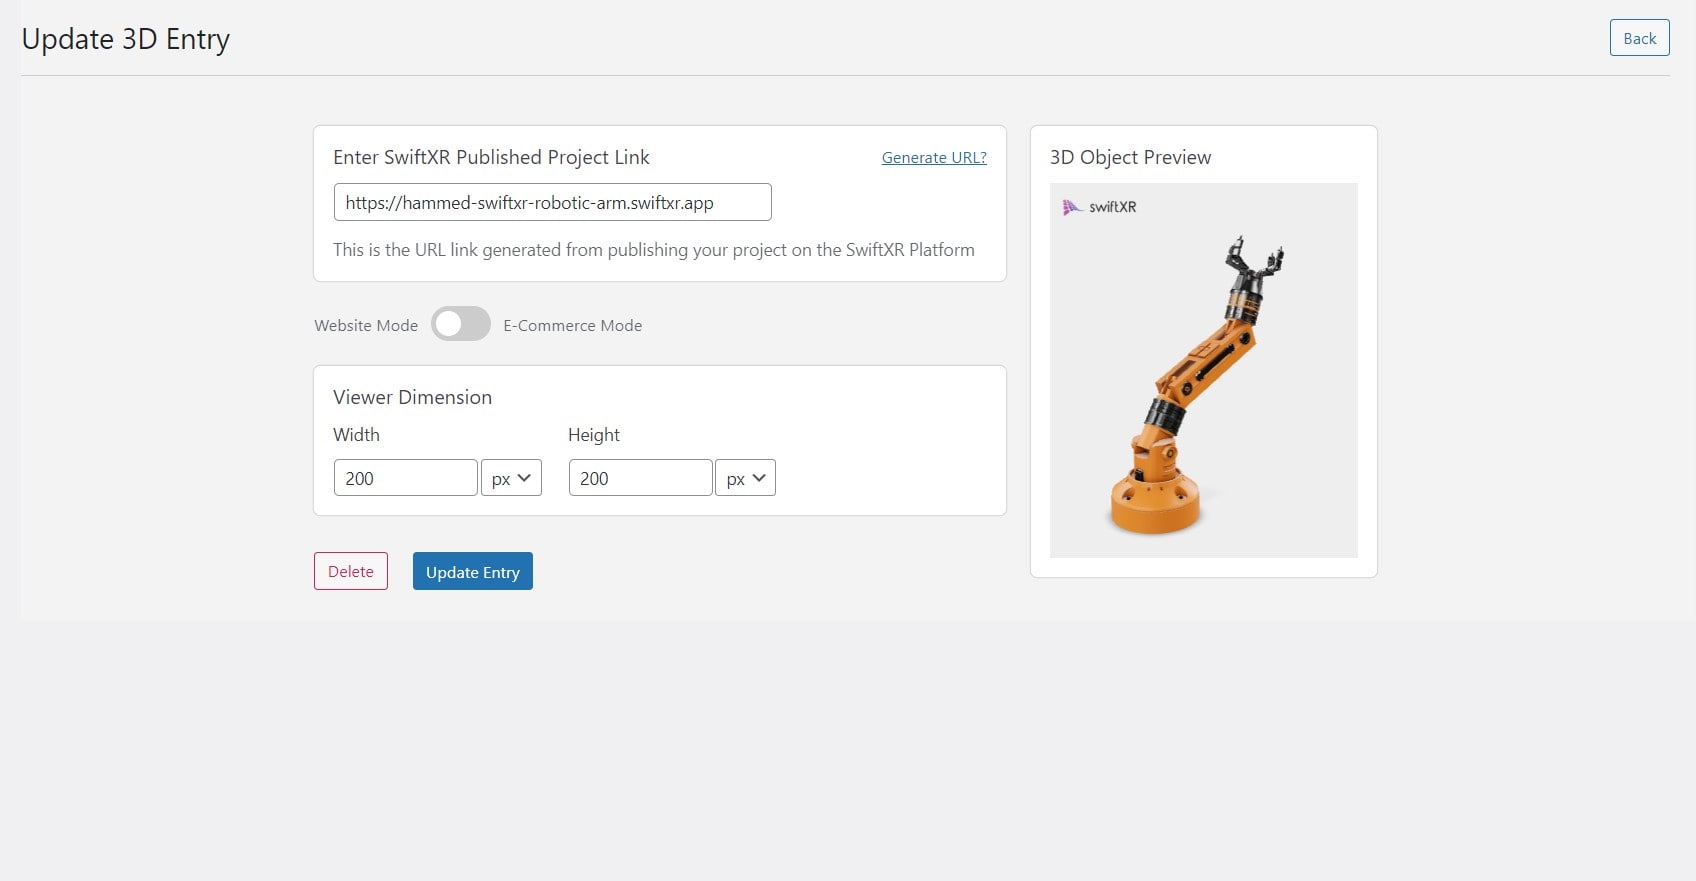 Update 3D Entry
Back
Enter SwiftXR Published Project Link
Generate URL?
https://hammed-swiftxr-robotic-arm.swiftxr.app
This is the URL link generated from publishing your project on the SwiftXR Platform
Website Mode
E-Commerce Mode
Viewer Dimension
Width
Height
200
px
200
px
Delete
Update Entry
3D Object Preview
swiftXR